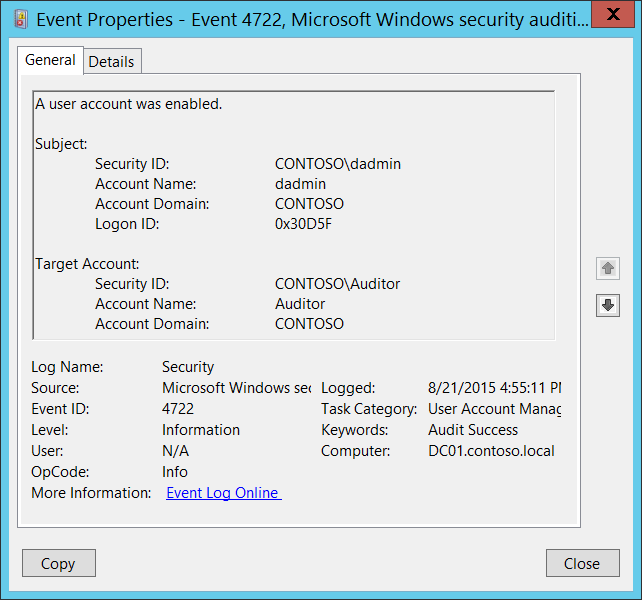 Event Properties - Event 4722, Microsoft Windows security auditi...
General Details
A user account was enabled.
Subject:
Security ID: CONTOSO\dadmin
Account Name: dadmin
Account Domain: CONTOSO
Logon ID: 0x30D5F
Target Account:
Security ID: CONTOSO\Auditor
Account Name: Auditor
Account Domain: CONTOSO
Log Name: Security
Source: Microsoft Windows sec Logged: 8/21/2015 4:55:11 PM
Event ID: 4722 Task Category: User Account Manag
Level: Information Keywords: Audit Success
User: N/A Computer: DC01.contoso.local
OpCode: Info
More Information: Event Log Online
Copy Close